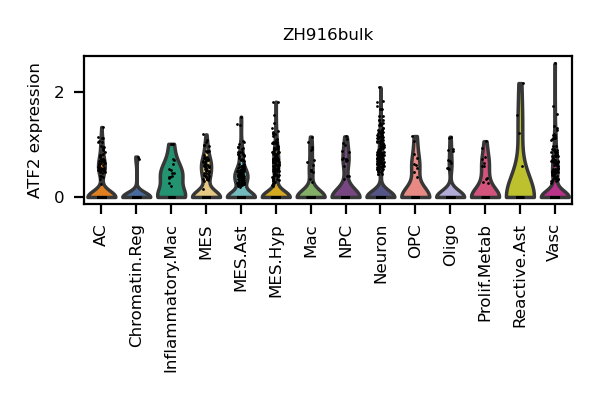 ZH916bulk
ATF2 expression
2
0
AC
Chromatin.Reg
Inflammatory.Mac
MES
MES.Ast
MES.Hyp
Mac
NPC
Neuron
OPC
Oligo
Prolif.Metab
Reactive.Ast
Vasc